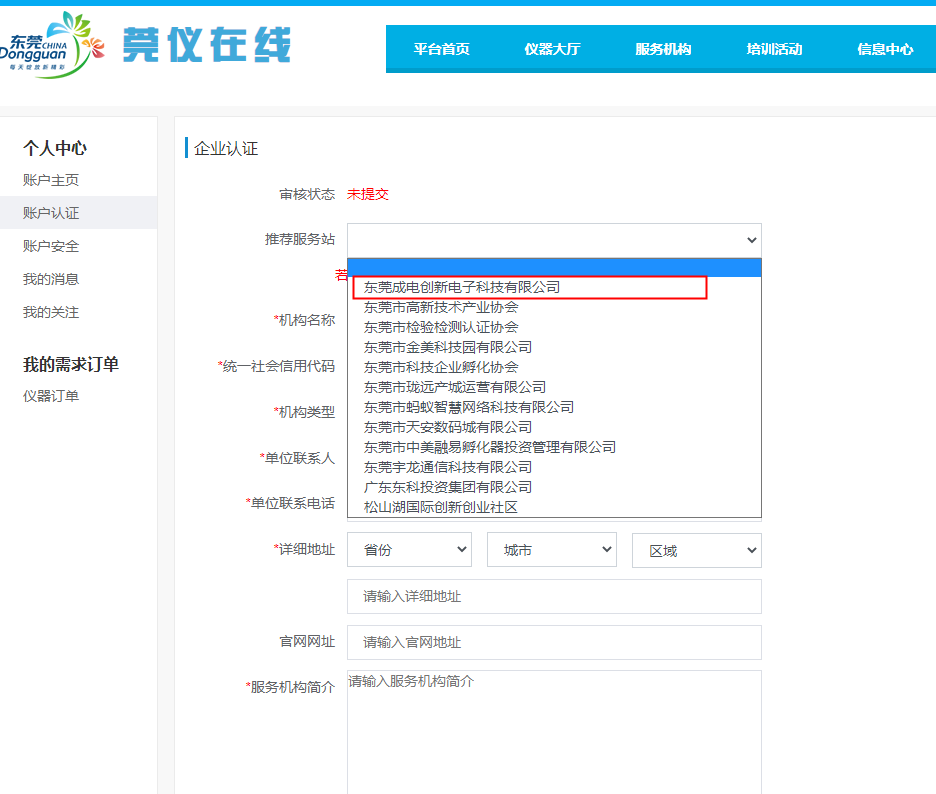 东莞 CHINA
Dongguan
每天绽放新精彩
莞仪在线
平台首页 仪器大厅 服务机构 培训活动 信息中心
个人中心
账户主页
账户认证
账户安全
我的消息
我的关注
我的需求订单
仪器订单
企业认证
审核状态 未提交
推荐服务站
若
东莞成电创新电子科技有限公司
东莞市高新技术产业协会
*机构名称
东莞市检验检测认证协会
东莞市金美科技园有限公司
*统一社会信用代码
东莞市科技企业孵化协会
东莞市珑远产城运营有限公司
*机构类型
东莞市蚂蚁智慧网络科技有限公司
东莞市天安数码城有限公司
*单位联系人
东莞市中美融易孵化器投资管理有限公司
东莞宇龙通信科技有限公司
广东东科投资集团有限公司
*单位联系电话
松山湖国际创新创业社区
*详细地址 省份 城市 区域
请输入详细地址
官网网址 请输入官网地址
*服务机构简介 请输入服务机构简介